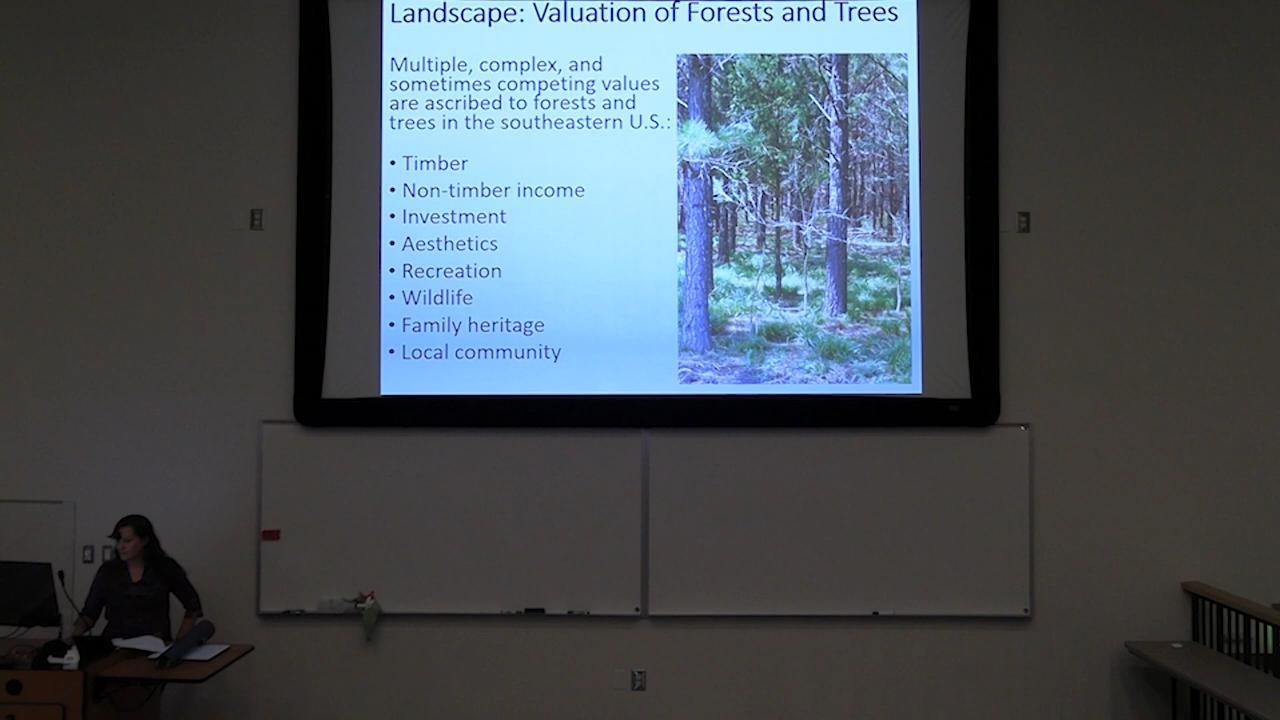 Landscape: Valuation of Forests and Trees
Multiple, complex, and
sometimes competing values
are ascribed to forests and
trees in the southeastern U.S.:
• Timber
• Non-timber income
• Investment
• Aesthetics
• Recreation
• Wildlife
• Family heritage
• Local community